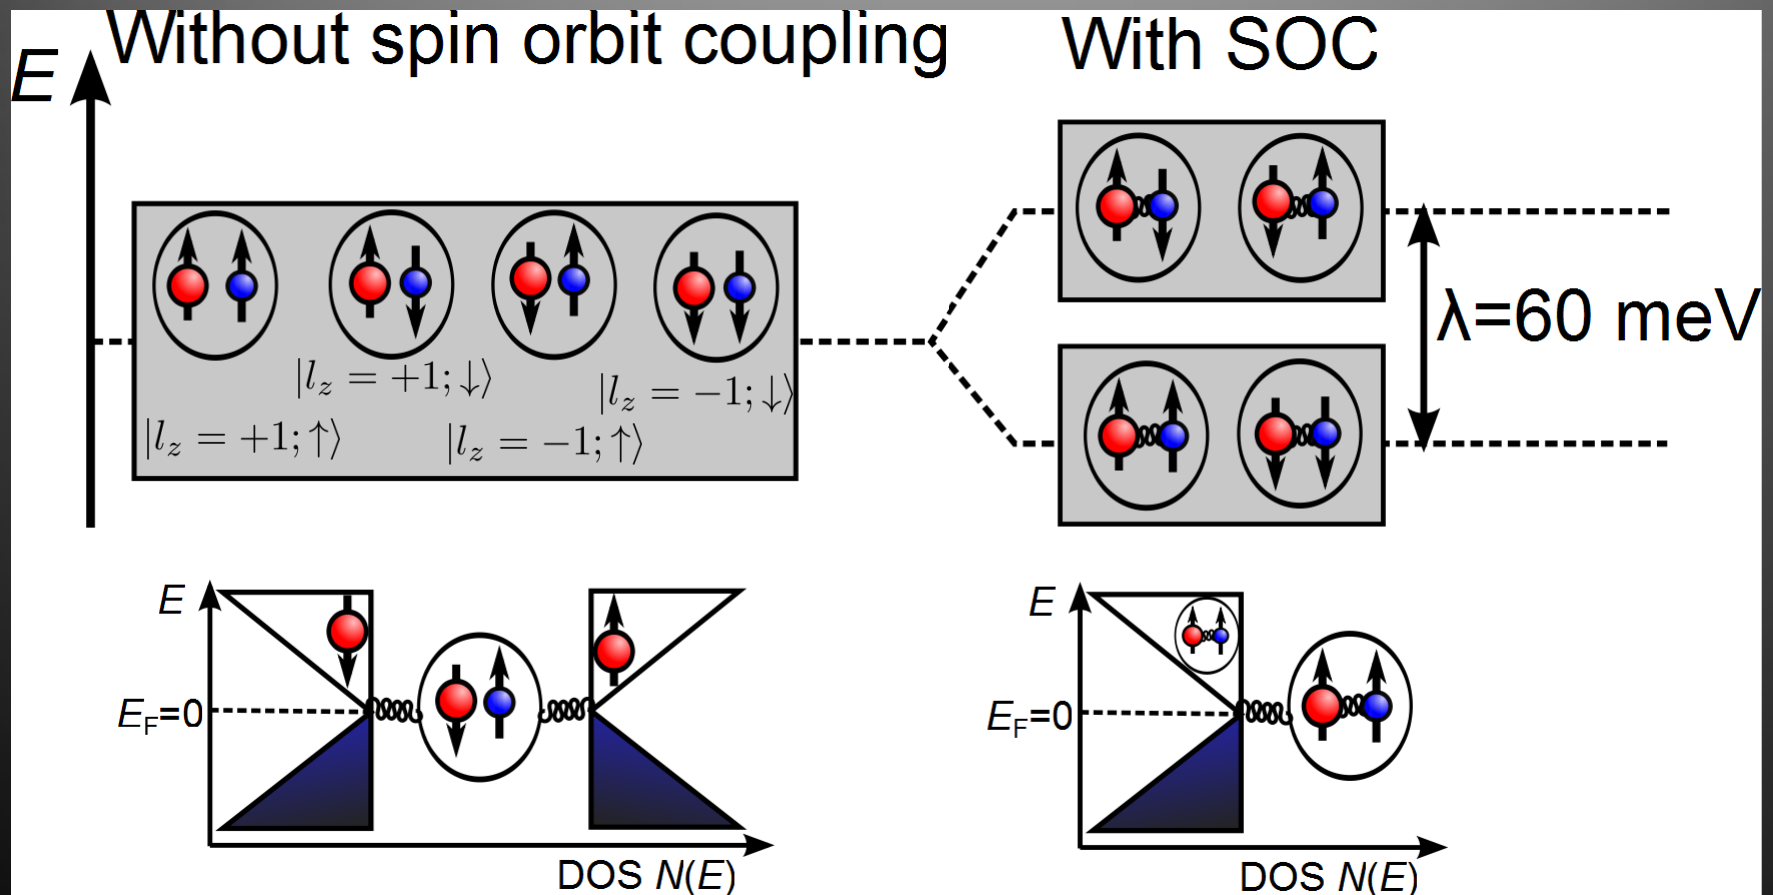 Without spin orbit coupling
With SOC
E
|l_z = +1;↓⟩
|l_z = −1;↓⟩
|l_z = +1;↑⟩
|l_z = −1;↑⟩
λ=60 meV
E
E_F=0
DOS N(E)
E
E_F=0
DOS N(E)